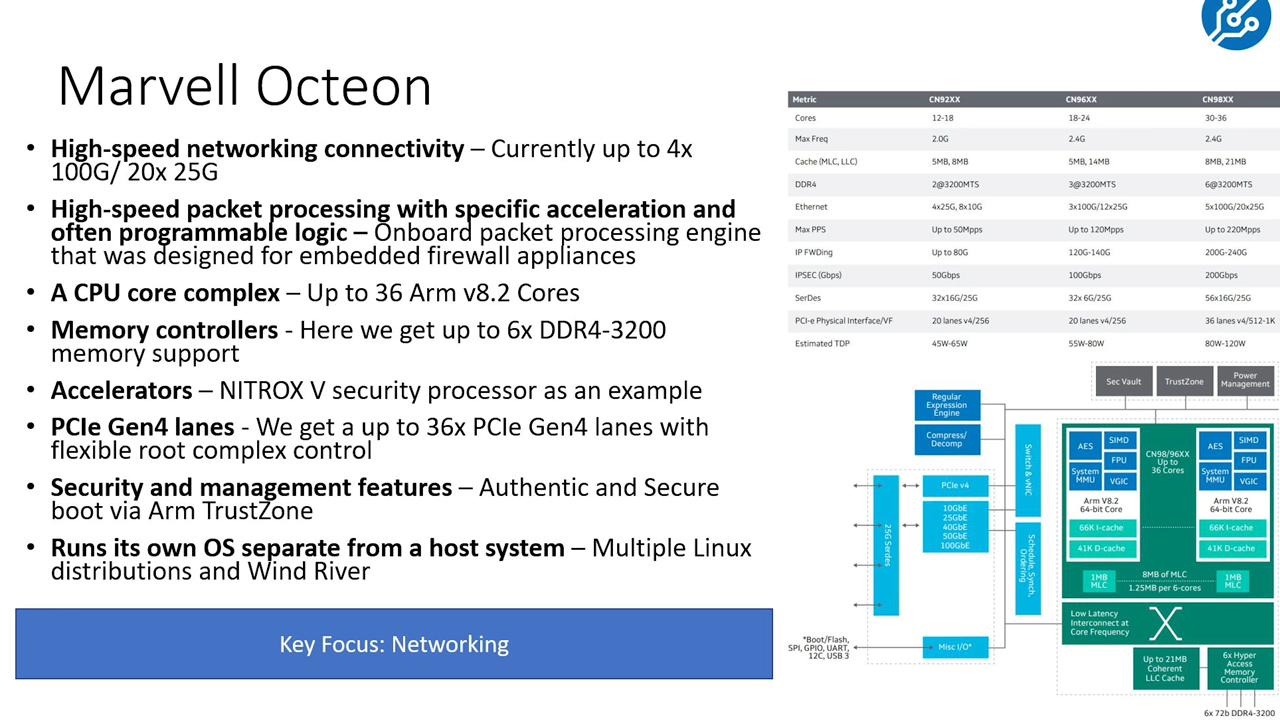 Marvell Octeon
• High-speed networking connectivity – Currently up to 4x
100G/ 20x 25G
• High-speed packet processing with specific acceleration and
often programmable logic – Onboard packet processing engine
that was designed for embedded firewall appliances
• A CPU core complex – Up to 36 Arm v8.2 Cores
• Memory controllers - Here we get up to 6x DDR4-3200
memory support
• Accelerators – NITROX V security processor as an example
• PCIe Gen4 lanes - We get a up to 36x PCIe Gen4 lanes with
flexible root complex control
• Security and management features – Authentic and Secure
boot via Arm TrustZone
• Runs its own OS separate from a host system – Multiple Linux
distributions and Wind River
Key Focus: Networking
Metric CN92XX CN96XX CN98XX
Cores 12-18 18-24 30-36
Max Freq 2.0G 2.4G 2.4G
Cache (MLC, LLC) 5MB, 8MB 5MB, 14MB 8MB, 21MB
DDR4 2@3200MTS 3@3200MTS 6@3200MTS
Ethernet 4x25G, 8x10G 3x100G/12x25G 5x100G/20x25G
Max PPS Up to 50Mpps Up to 120Mpps Up to 220Mpps
IP FWDing Up to 80G 120G-140G 200G-240G
IPSEC (Gbps) 50Gbps 100Gbps 200Gbps
SerDes 32x16G/25G 32x 6G/25G 56x16G/25G
PCI-e Physical Interface/VF 20 lanes v4/256 20 lanes v4/256 36 lanes v4/512-1K
Estimated TDP 45W-65W 55W-80W 80W-120W
Sec Vault
TrustZone
Power
Management
Regular
Expression
Engine
Compress/
Decomp
Switch & vNIC
PCIe v4
10GbE
25GbE
40GbE
50GbE
100GbE
25G Serdes
Schedule, Synch,
Ordering
*Boot/Flash,
SPI, GPIO, UART,
12C, USB 3
Misc I/O*
AES
SIMD
FPU
System
MMU
VGIC
Arm V8.2
64-bit Core
66K I-cache
41K D-cache
CN98/96XX
Up to
36 Cores
AES
SIMD
FPU
System
MMU
VGIC
Arm V8.2
64-bit Core
66K I-cache
41K D-cache
1MB
MLC
8MB of MLC
1.25MB per 6-cores
1MB
MLC
Low Latency
Interconnect at
Core Frequency
Up to 21MB
Coherent
LLC Cache
6x Hyper
Access
Memory
Controller
6x 72b DDR4-3200